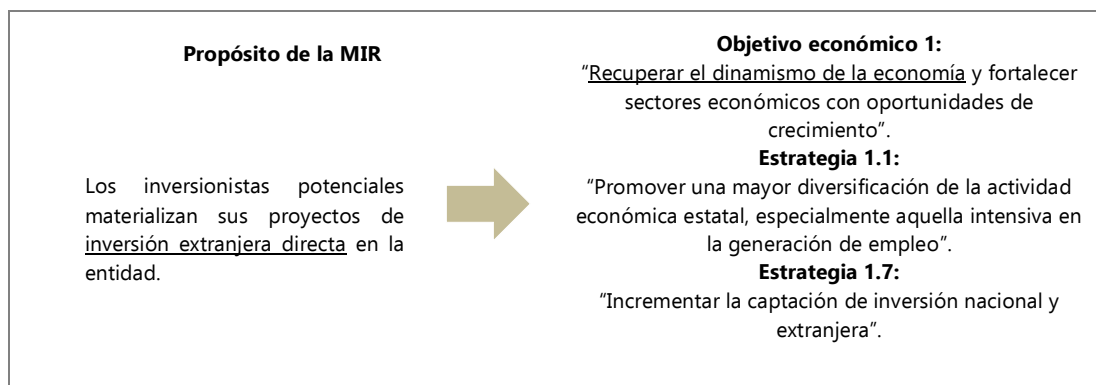 Propósito de la MIR
Los inversionistas potenciales
materializan sus proyectos de
inversión extranjera directa en la
entidad.
Objetivo económico 1:
“Recuperar el dinamismo de la economía y fortalecer
sectores económicos con oportunidades de
crecimiento”.
Estrategia 1.1:
“Promover una mayor diversificación de la actividad
económica estatal, especialmente aquella intensiva en
la generación de empleo”.
Estrategia 1.7:
“Incrementar la captación de inversión nacional y
extranjera”.